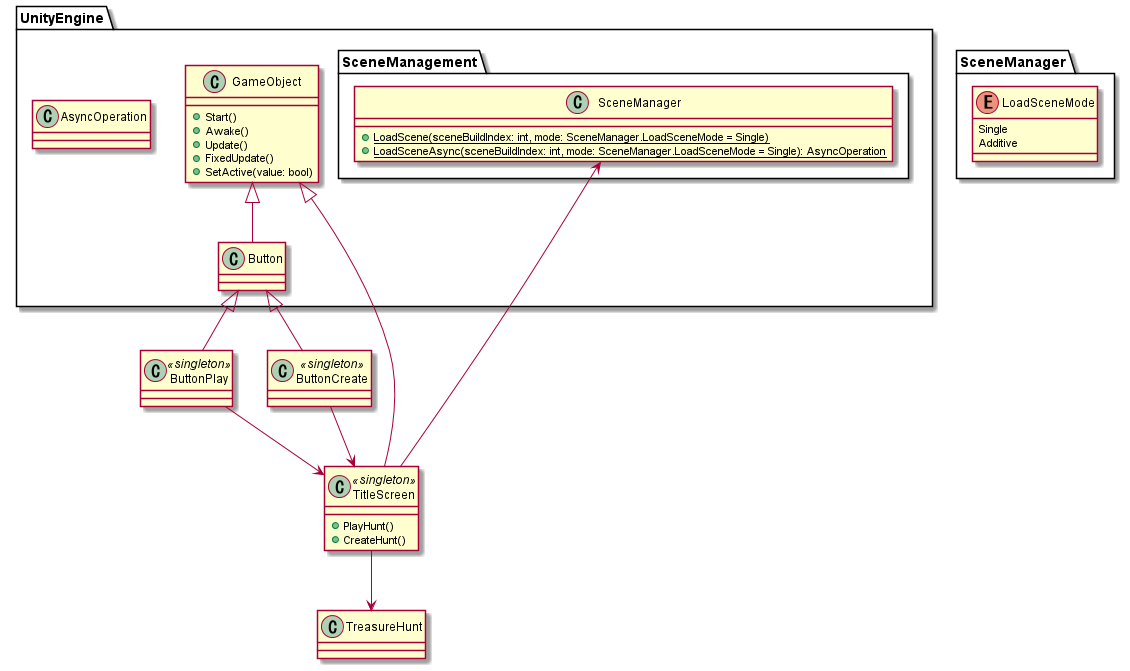 UnityEngine
C AsyncOperation
C GameObject
Start()
Awake()
Update()
FixedUpdate()
SetActive(value: bool)
SceneManagement
C SceneManager
LoadScene(sceneBuildIndex: int, mode: SceneManager.LoadSceneMode = Single)
LoadSceneAsync(sceneBuildIndex: int, mode: SceneManager.LoadSceneMode = Single): AsyncOperation
SceneManager
E LoadSceneMode
Single
Additive
C Button
C «singleton»
ButtonPlay
C «singleton»
ButtonCreate
C «singleton»
TitleScreen
PlayHunt()
CreateHunt()
C TreasureHunt